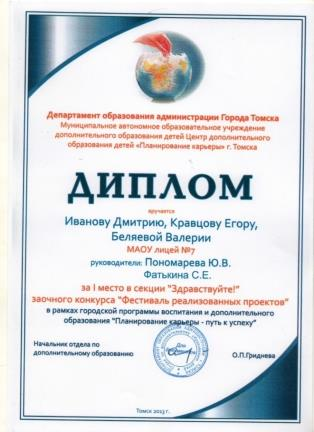 Департамент образования администрации Города Томска
Муниципальное автономное образовательное учреждение
дополнительного образования детей Центр дополнительного
образования детей «Планирование карьеры» г. Томска
ДИПЛОМ
вручается
Иванову Дмитрию, Кравцову Егору,
Беляевой Валерии
МАОУ лицей №7
руководители: Пономарева Ю.В.
Фатькина С.Е.
за I место в секции "Здравствуйте!"
заочного конкурса "Фестиваль реализованных проектов"
в рамках городской программы воспитания и дополнительного
образования "Планирование карьеры - путь к успеху"
Начальник отдела по
дополнительному образованию
О.П.Гриднева
Томск 2013 г.